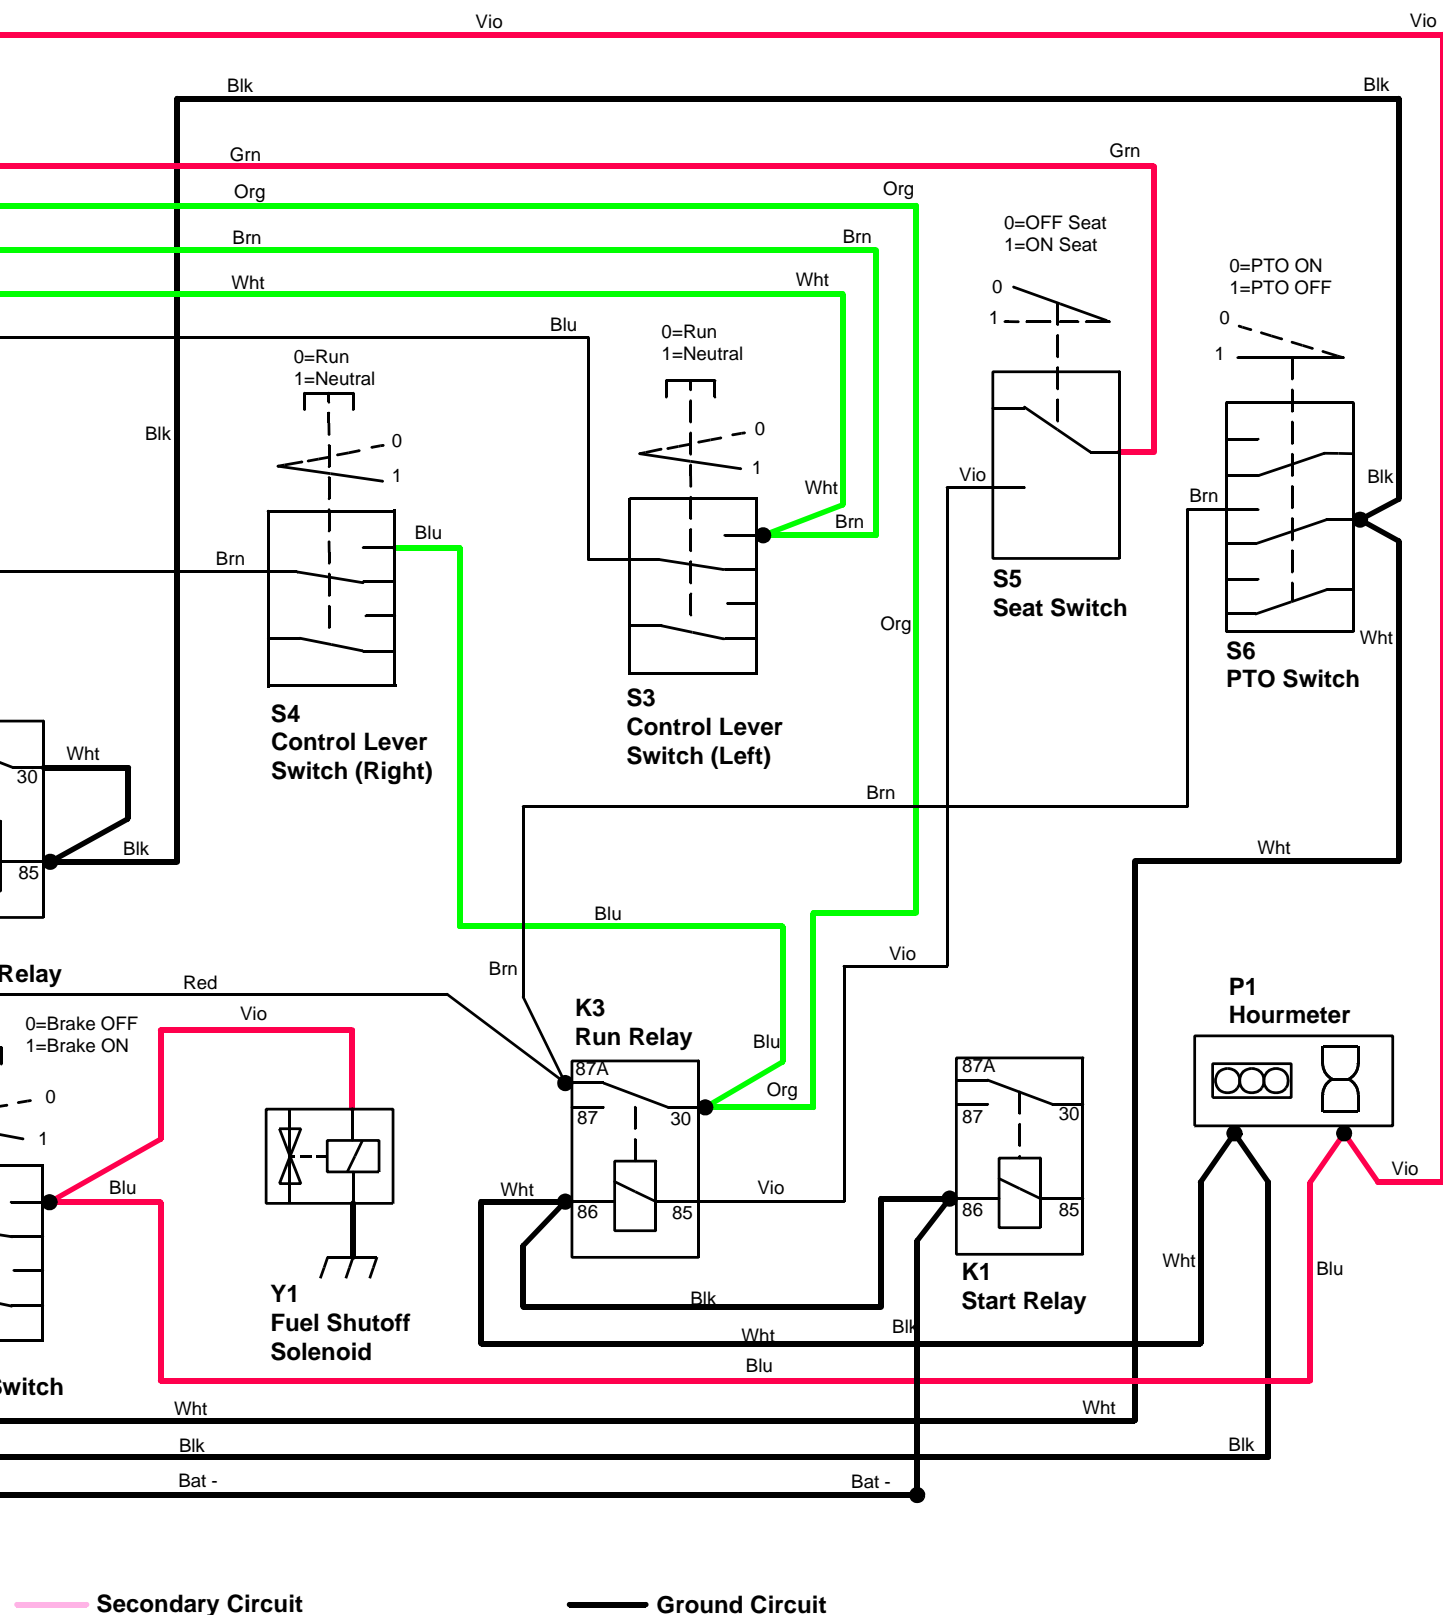 Vio
Vio
Blk
Blk
Grn
Grn
Org
Org
Brn
Brn
Wht
Wht
Blu
0=OFF Seat
1=ON Seat
0
1
0=PTO ON
1=PTO OFF
0
1
0=Run
1=Neutral
0
1
0=Run
1=Neutral
0
1
Blk
Wht
Brn
Vio
Brn
Blk
Blu
Brn
S5
Seat Switch
Org
S6
PTO Switch
Wht
S4
Control Lever
Switch (Right)
S3
Control Lever
Switch (Left)
Wht
30
Blk
85
Brn
Wht
Blu
Vio
Brn
Relay
Red
0=Brake OFF
1=Brake ON
0
1
Vio
K3
Run Relay
Blu
Org
87A
87
30
86
85
Wht
Vio
87A
87
30
86
85
K1
Start Relay
P1
Hourmeter
Vio
Wht
Blu
Blu
Y1
Fuel Shutoff
Solenoid
Blk
Wht
Blk
Blu
Switch
Wht
Wht
Blk
Blk
Bat -
Bat -
Secondary Circuit
Ground Circuit